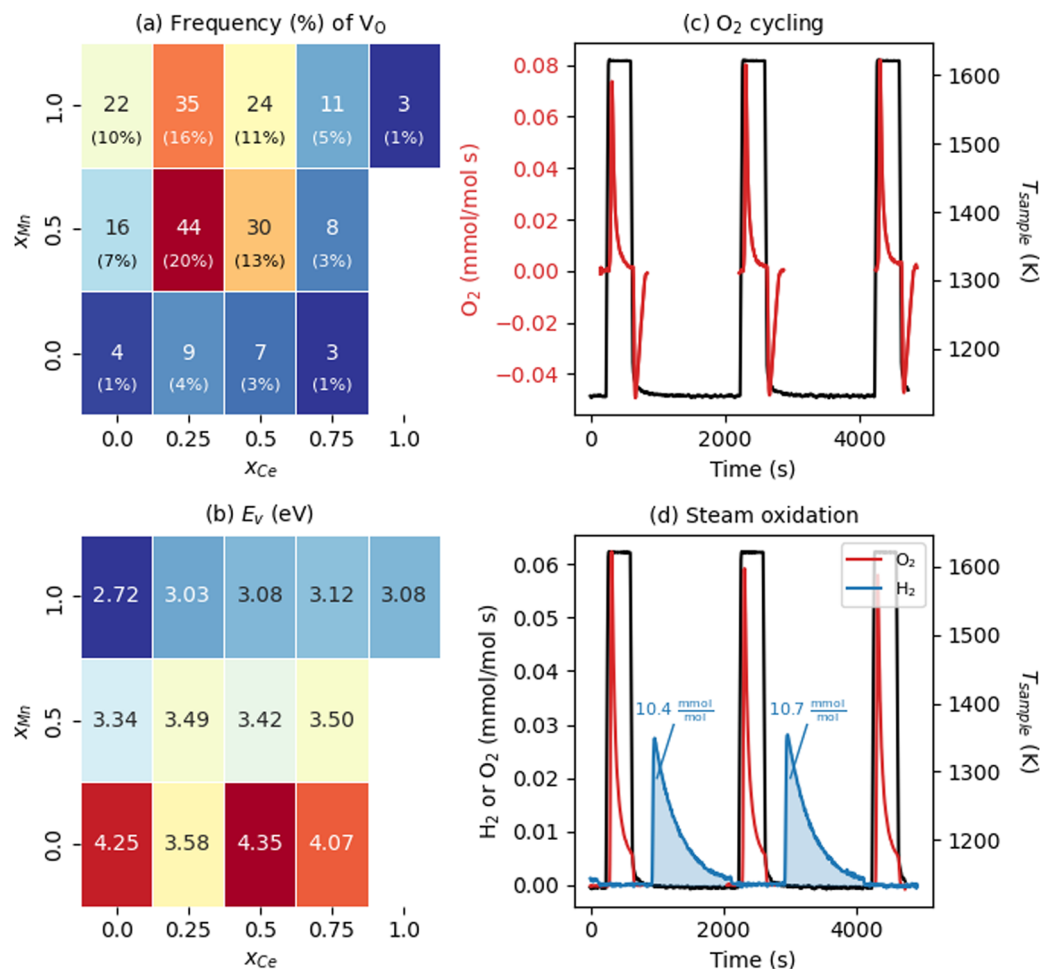 (a) Frequency (%) of V_O
1.0
22
(10%)
35
(16%)
24
(11%)
11
(5%)
3
(1%)
x_Mn
0.5
16
(7%)
44
(20%)
30
(13%)
8
(3%)
0.0
4
(1%)
9
(4%)
7
(3%)
3
(1%)
0.0 0.25 0.5 0.75 1.0
x_Ce
(c) O₂ cycling
O₂ (mmol/mol s)
0.08
0.06
0.04
0.02
0.00
−0.02
−0.04
1600
1500
1400
1300
1200
T_sample (K)
0 2000 4000
Time (s)
(b) E_v (eV)
1.0
2.72 3.03 3.08 3.12 3.08
x_Mn
0.5
3.34 3.49 3.42 3.50
0.0
4.25 3.58 4.35 4.07
0.0 0.25 0.5 0.75 1.0
x_Ce
(d) Steam oxidation
H₂ or O₂ (mmol/mol s)
0.06
0.05
0.04
0.03
0.02
0.01
0.00
O₂
H₂
10.4 mmol/mol
10.7 mmol/mol
1600
1500
1400
1300
1200
T_sample (K)
0 2000 4000
Time (s)